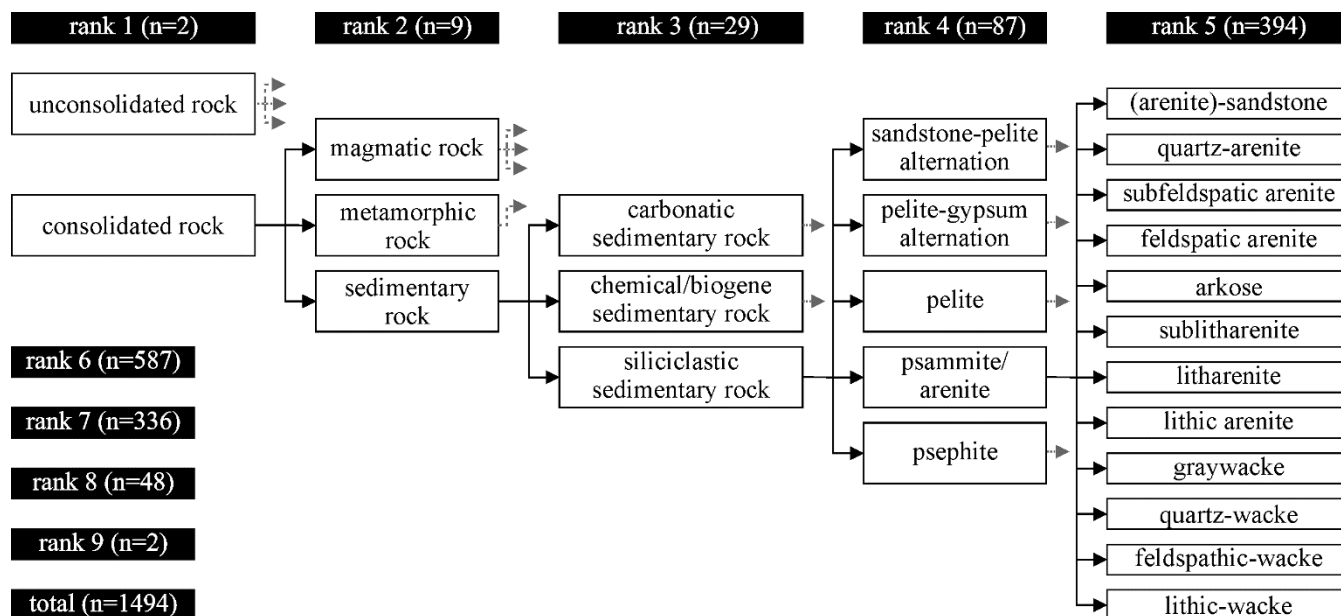 rank 1 (n=2)
unconsolidated rock
consolidated rock
rank 2 (n=9)
magmatic rock
metamorphic
rock
sedimentary
rock
rank 3 (n=29)
carbonatic
sedimentary rock
chemical/biogene
sedimentary rock
siliciclastic
sedimentary rock
rank 4 (n=87)
sandstone-pelite
alternation
pelite-gypsum
alternation
pelite
psammite/
arenite
psephite
rank 5 (n=394)
(arenite)-sandstone
quartz-arenite
subfeldspatic arenite
feldspatic arenite
arkose
sublitharenite
litharenite
lithic arenite
graywacke
quartz-wacke
feldspathic-wacke
lithic-wacke
rank 6 (n=587)
rank 7 (n=336)
rank 8 (n=48)
rank 9 (n=2)
total (n=1494)